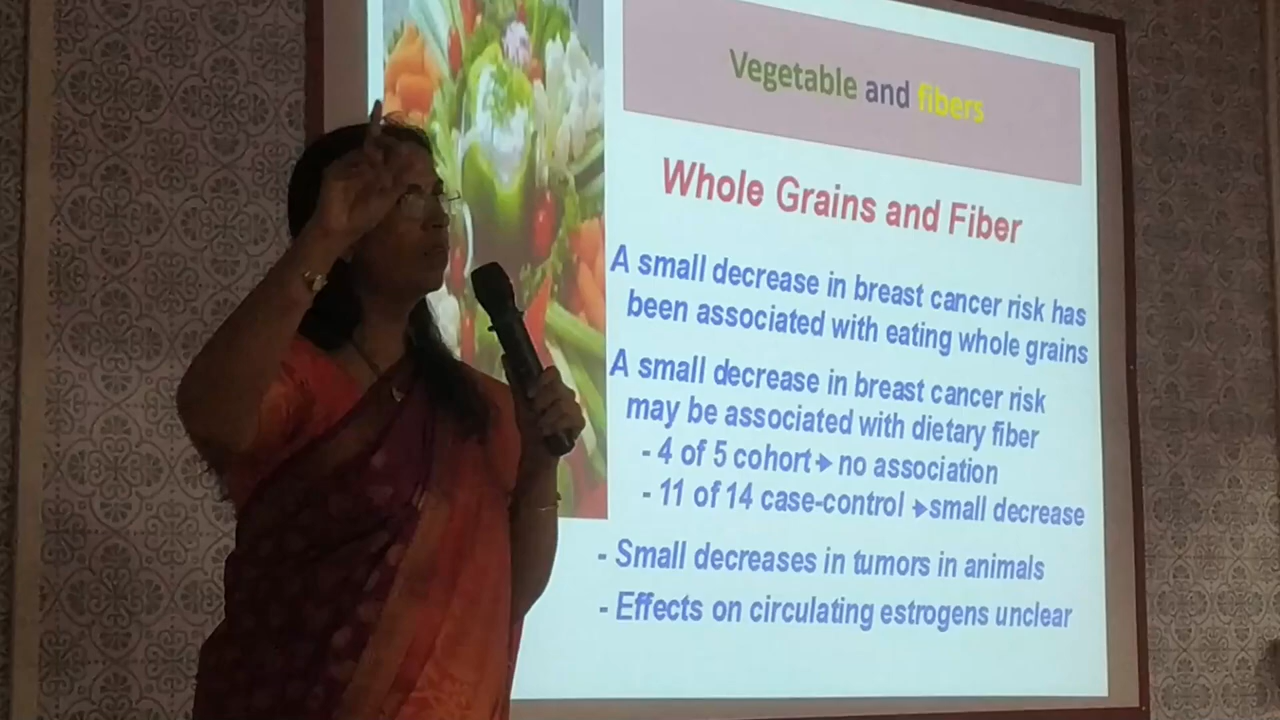 Vegetable and fibers
Whole Grains and Fiber
A small decrease in breast cancer risk has
been associated with eating whole grains
A small decrease in breast cancer risk
may be associated with dietary fiber
- 4 of 5 cohort➧ no association
- 11 of 14 case-control ➧small decrease
- Small decreases in tumors in animals
- Effects on circulating estrogens unclear